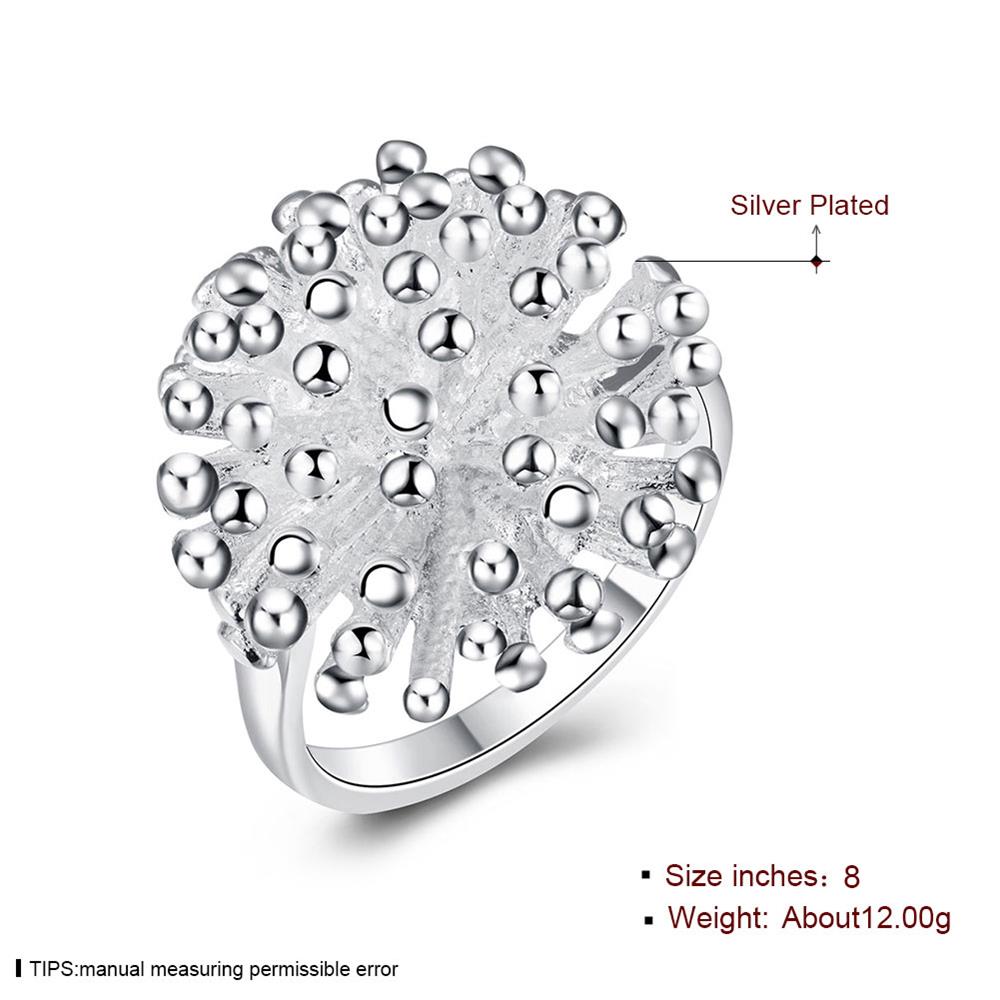 Silver Plated
Size inches：8
Weight: About12.00g
TIPS:manual measuring permissible error